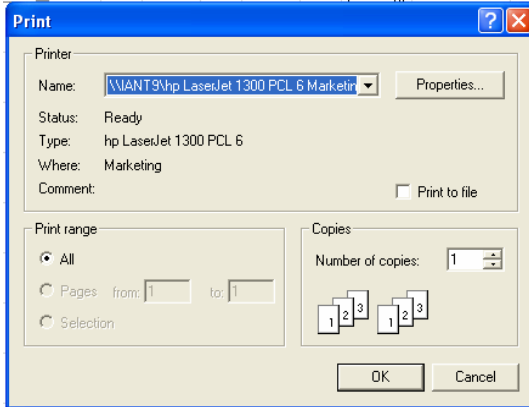 Print
Printer
Name: \\IANT9\hp LaserJet 1300 PCL 6 Marketin
Properties...
Status: Ready
Type: hp LaserJet 1300 PCL 6
Where: Marketing
Comment:
Print to file
Print range
All
Pages from: 1 to: 1
Selection
Copies
Number of copies: 1
1 2 3 1 2 3
OK Cancel